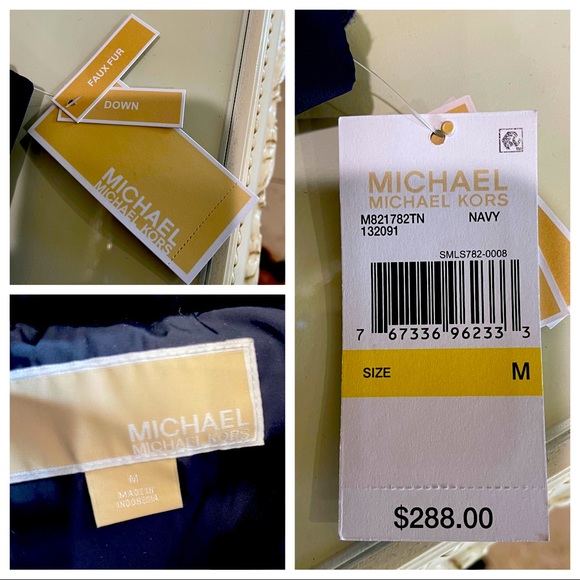 FAUX FUR
DOWN
MICHAEL
MICHAEL KORS
MICHAEL
MICHAEL KORS
M
MADE IN
INDONESIA
MICHAEL
MICHAEL KORS
M821782TN NAVY
132091
SMLS782-0008
7 67336 96233 3
SIZE M
$288.00